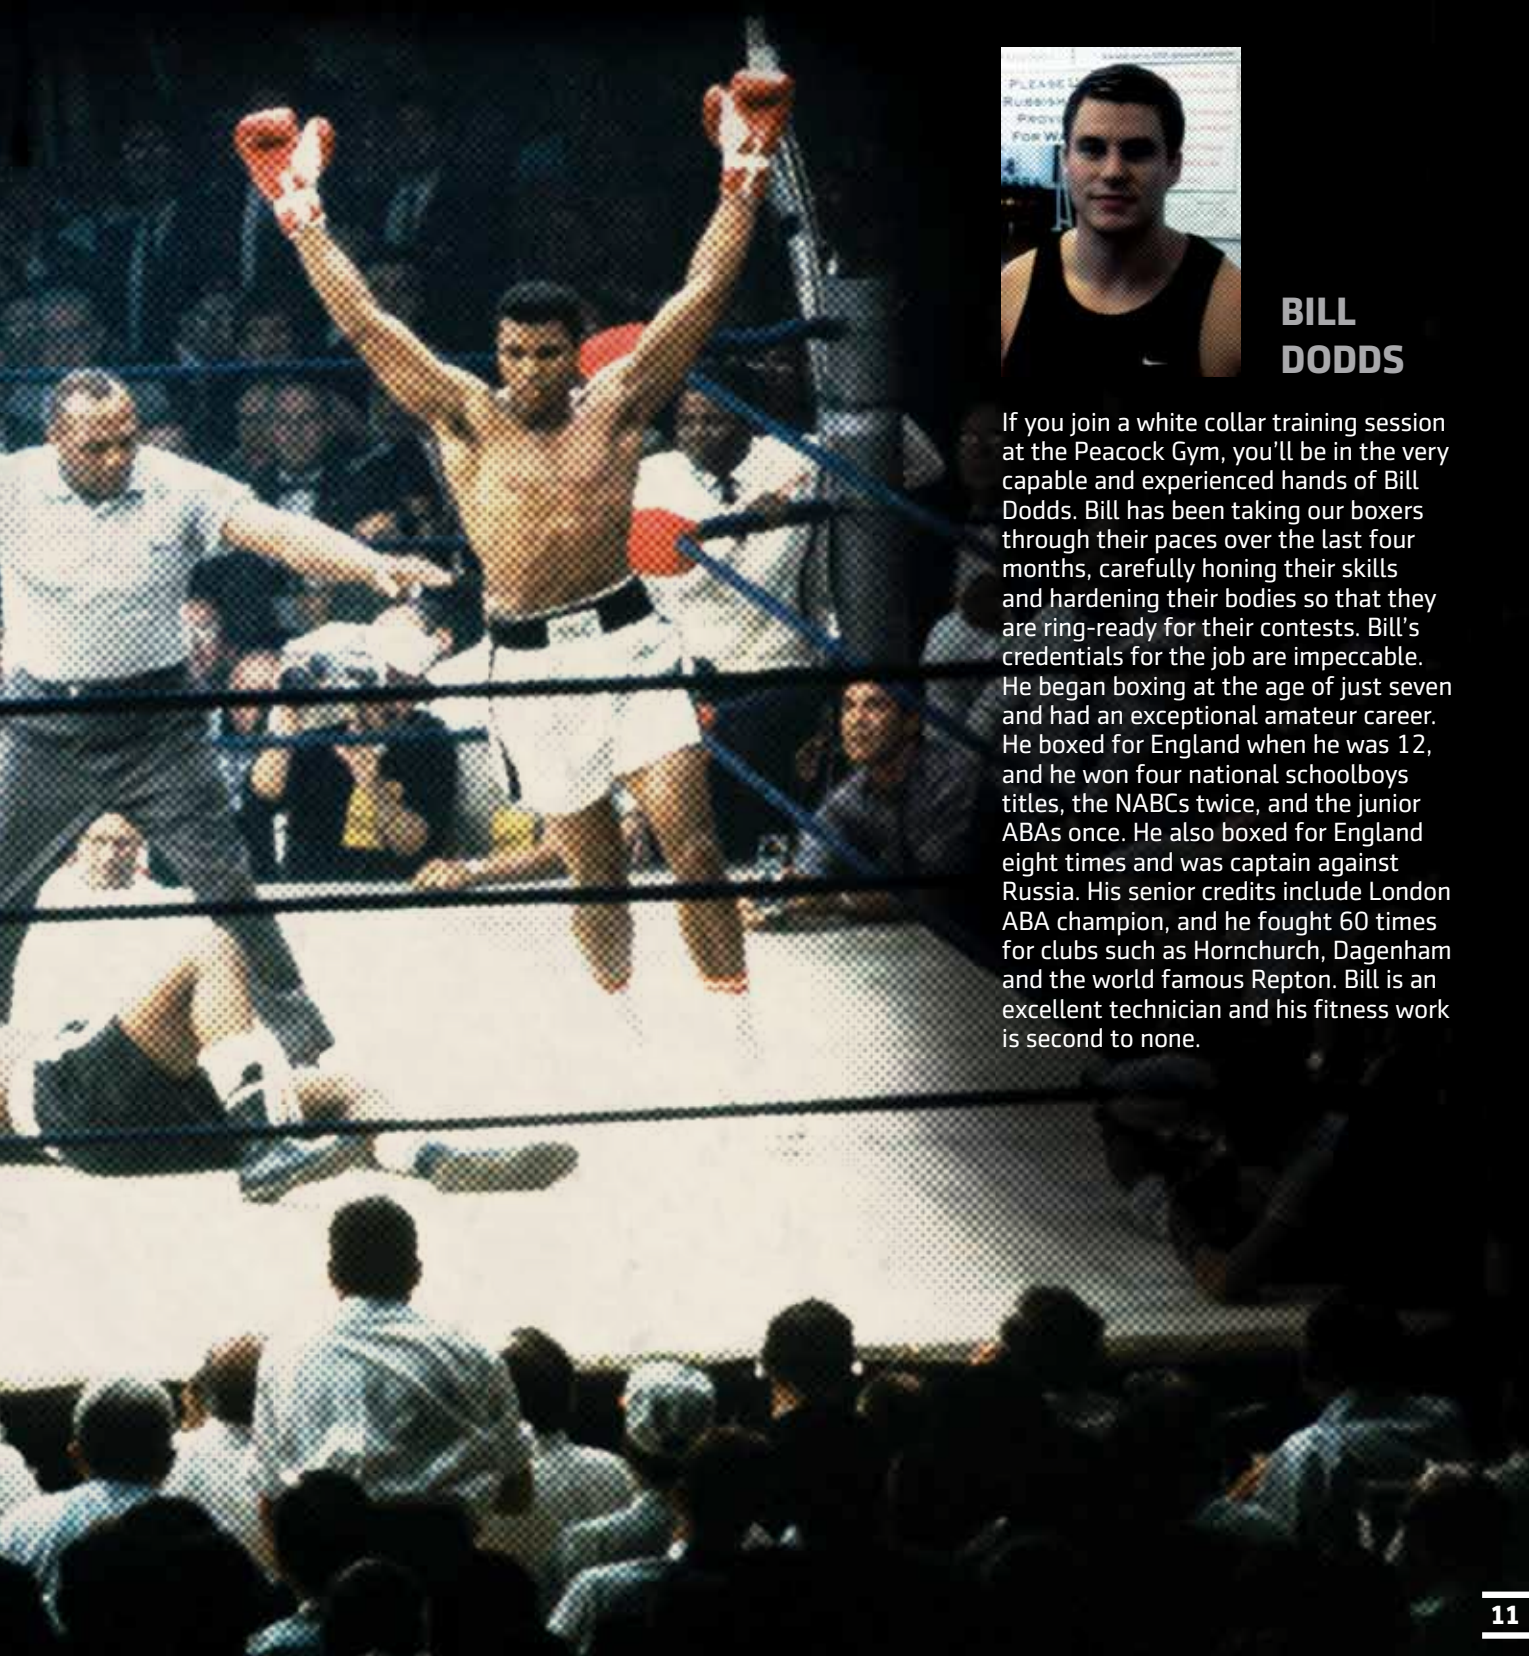 PLEASE
RUBBISH
PROVI
FOR WA
BILL
DODDS
If you join a white collar training session
at the Peacock Gym, you’ll be in the very
capable and experienced hands of Bill
Dodds. Bill has been taking our boxers
through their paces over the last four
months, carefully honing their skills
and hardening their bodies so that they
are ring-ready for their contests. Bill’s
credentials for the job are impeccable.
He began boxing at the age of just seven
and had an exceptional amateur career.
He boxed for England when he was 12,
and he won four national schoolboys
titles, the NABCs twice, and the junior
ABAs once. He also boxed for England
eight times and was captain against
Russia. His senior credits include London
ABA champion, and he fought 60 times
for clubs such as Hornchurch, Dagenham
and the world famous Repton. Bill is an
excellent technician and his fitness work
is second to none.
11